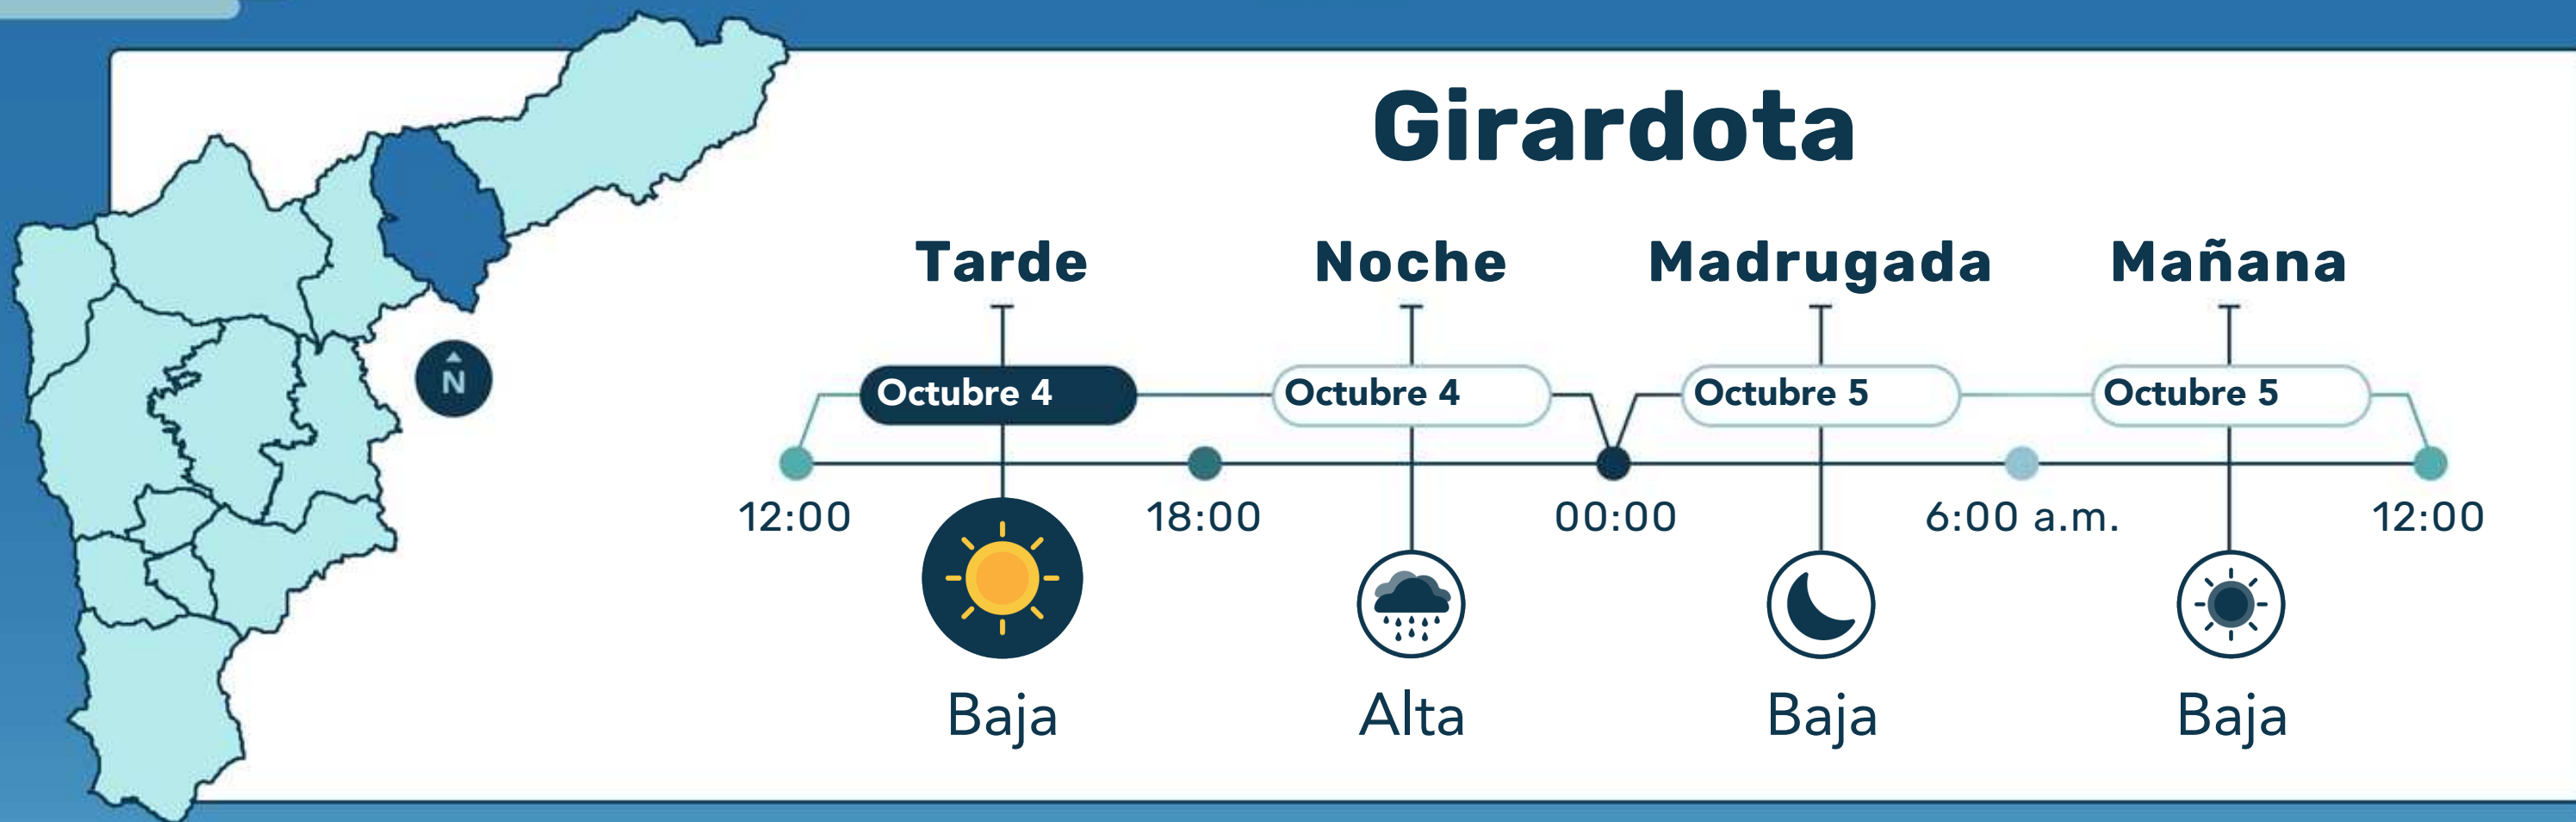 Girardota
Tarde
Noche
Madrugada
Mañana
Octubre 4
Octubre 4
Octubre 5
Octubre 5
N
12:00
18:00
00:00
6:00 a.m.
12:00
Baja
Alta
Baja
Baja